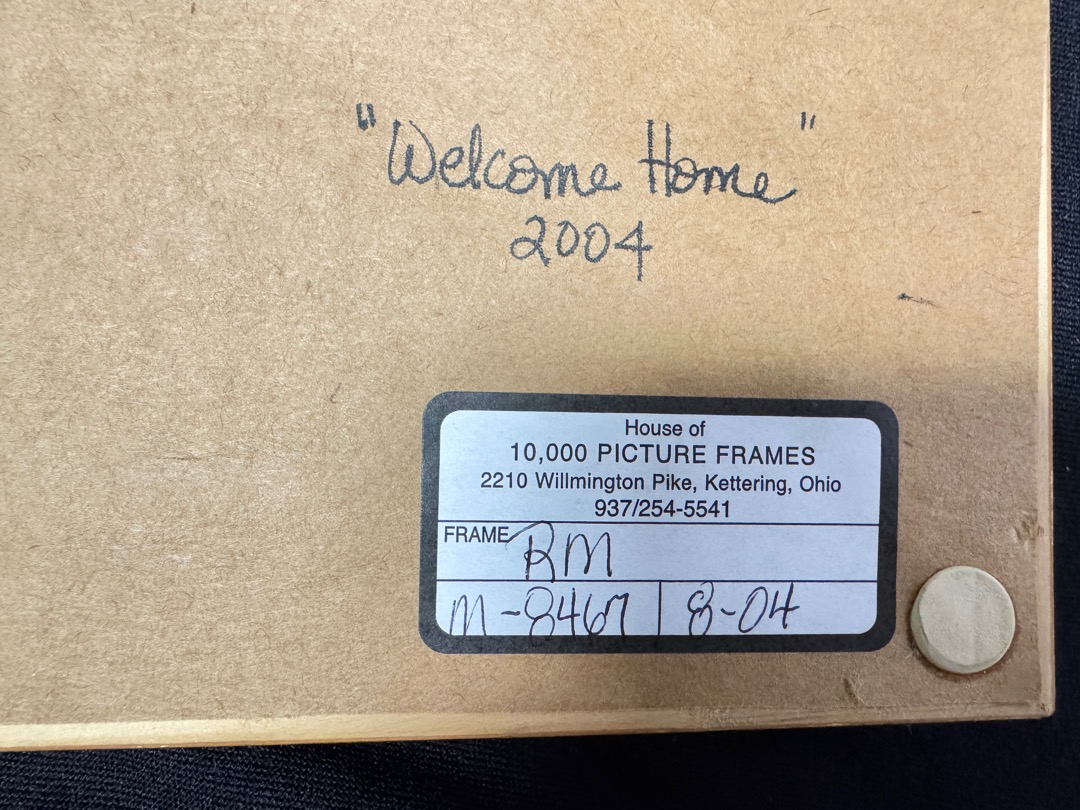 "Welcome Home"
2004
House of
10,000 PICTURE FRAMES
2210 Willmington Pike, Kettering, Ohio
937/254-5541
FRAME RM
M-8467 8-04